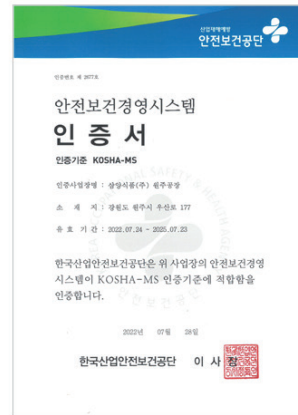 산업재해예방
안전보건공단
인증번호 제 2877호
안전보건경영시스템
인 증 서
인증기준 KOSHA-MS
인증사업장명 : 삼양식품(주) 원주공장
소 재 지 : 강원도 원주시 우산로 177
유 효 기 간 : 2022.07.24 - 2025.07.23
한국산업안전보건공단은 위 사업장의 안전보건경영
시스템이 KOSHA-MS 인증기준에 적합함을
인증합니다.
2022년 07월 28일
한국산업안전보건공단 이 사 장